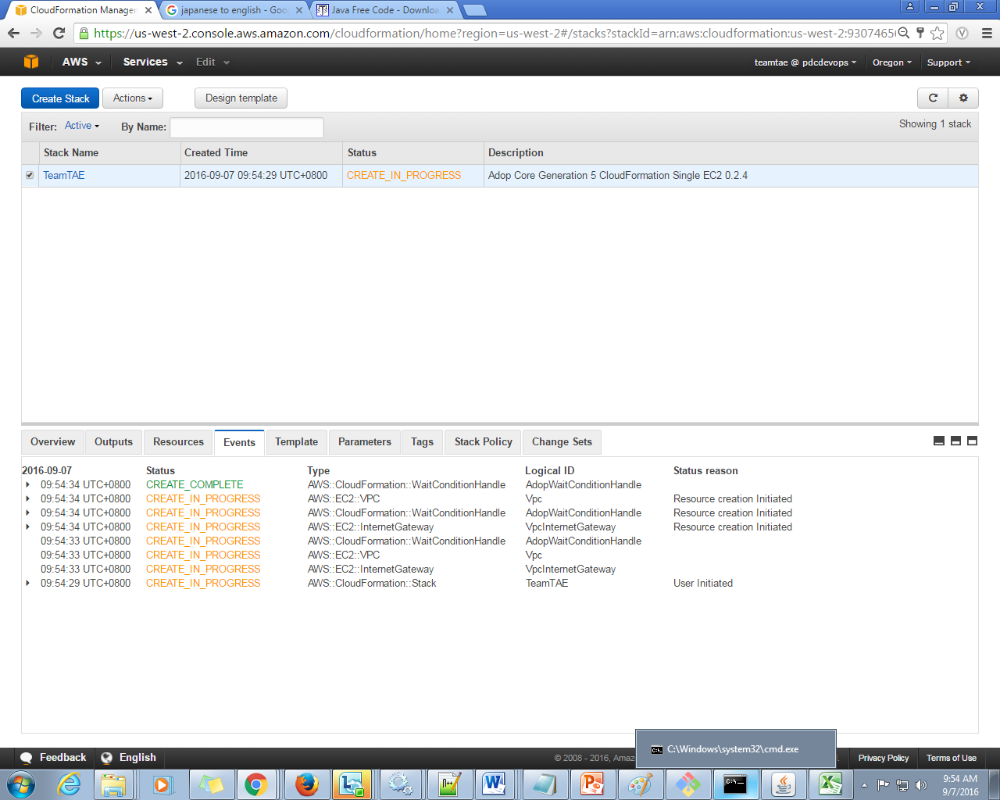 CloudFormation Manager
japanese to english - Goo
Java Free Code - Downloa
https://us-west-2.console.aws.amazon.com/cloudformation/home?region=us-west-2#/stacks?stackId=arn:aws:cloudformation:us-west-2:93074656
AWS Services Edit teamtae @ pdcdevops Oregon Support
Create Stack Actions Design template
Filter: Active By Name: Showing 1 stack
Stack Name Created Time Status Description
TeamTAE 2016-09-07 09:54:29 UTC+0800 CREATE_IN_PROGRESS Adop Core Generation 5 CloudFormation Single EC2 0.2.4
Overview Outputs Resources Events Template Parameters Tags Stack Policy Change Sets
2016-09-07 Status Type Logical ID Status reason
09:54:34 UTC+0800 CREATE_COMPLETE AWS::CloudFormation::WaitConditionHandle AdopWaitConditionHandle
09:54:34 UTC+0800 CREATE_IN_PROGRESS AWS::EC2::VPC Vpc Resource creation Initiated
09:54:34 UTC+0800 CREATE_IN_PROGRESS AWS::CloudFormation::WaitConditionHandle AdopWaitConditionHandle Resource creation Initiated
09:54:34 UTC+0800 CREATE_IN_PROGRESS AWS::EC2::InternetGateway VpcInternetGateway Resource creation Initiated
09:54:33 UTC+0800 CREATE_IN_PROGRESS AWS::CloudFormation::WaitConditionHandle AdopWaitConditionHandle
09:54:33 UTC+0800 CREATE_IN_PROGRESS AWS::EC2::VPC Vpc
09:54:33 UTC+0800 CREATE_IN_PROGRESS AWS::EC2::InternetGateway VpcInternetGateway
09:54:29 UTC+0800 CREATE_IN_PROGRESS AWS::CloudFormation::Stack TeamTAE User Initiated
C:\Windows\system32\cmd.exe
Feedback English © 2008 - 2016, Amaz Privacy Policy Terms of Use
9:54 AM
9/7/2016